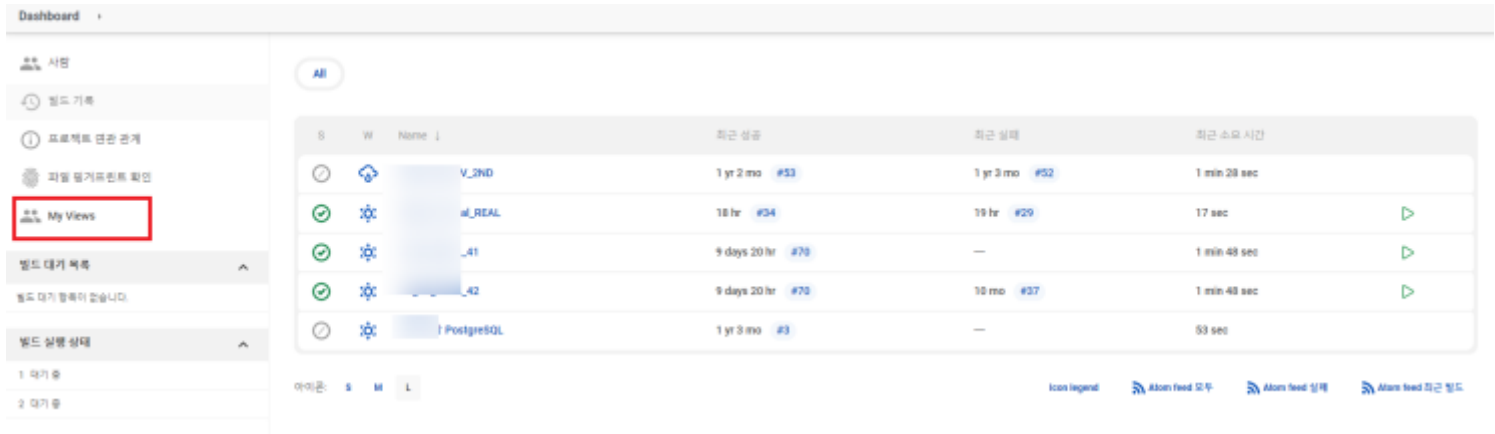 Dashboard
사람
All
빌드 기록
프로젝트 연관 관계
S W Name ↓ 최근 성공 최근 실패 최근 소요 시간
파일 핑거프린트 확인
V_2ND 1 yr 2 mo #53 1 yr 3 mo #52 1 min 28 sec
My Views
al_REAL 18 hr #34 19 hr #29 17 sec
_41 9 days 20 hr #70 — 1 min 48 sec
빌드 대기 목록
빌드 대기 항목이 없습니다.
_42 9 days 20 hr #70 10 mo #37 1 min 48 sec
PostgreSQL 1 yr 3 mo #3 — 53 sec
빌드 실행 상태
1 대기 중
아이콘: S M L Icon legend Atom feed 모두 Atom feed 실패 Atom feed 최근 빌드
2 대기 중